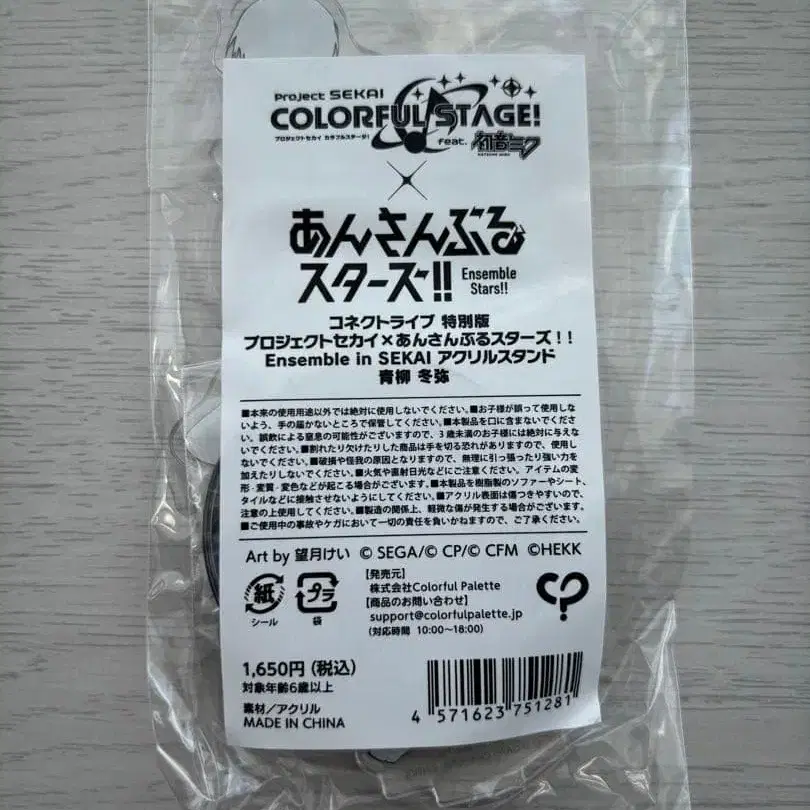 Project SEKAI
COLORFUL STAGE!
プロジェクトセカイ カラフルステージ!
feat. 初音ミク
HATSUNE MIKU
×
あんさんぶる
スターズ!!
Ensemble
Stars!!
コネクトライブ 特別版
プロジェクトセカイ×あんさんぶるスターズ!!
Ensemble in SEKAI アクリルスタンド
青柳 冬弥
■本来の使用用途以外では絶対に使用しないでください。■お子様が誤って使用しな
いよう、手の届かないところで保管してください。■本製品を口に含まないでくださ
い。誤飲による窒息の可能性がございますので、3歳未満のお子様には絶対に与えな
いでください。■割れたり欠けたりした商品は手を切る恐れがありますので、使用し
ないでください。■破損や怪我の原因となりますので、無理に引っ張ったり強い力を
加えたりしないでください。■火気や直射日光などにご注意ください。アイテムの変
形・変質・変色などが起こる場合がございます。■本製品を樹脂製のソファーやシート、
タイルなどに接触させないようにしてください。■アクリル表面は傷つきやすいので、
注意の上使用してください。■製造の関係上、軽微な傷が発生する場合がございます。
■ご使用中の事故やケガにおいて一切の責任を負いかねますので、ご了承ください。
Art by 望月けい © SEGA/© CP/© CFM ©HEKK
紙
シール
プラ
袋
【発売元】
株式会社Colorful Palette
【商品のお問い合わせ】
support@colorfulpalette.jp
(対応時間 10:00~18:00)
1,650円(税込)
対象年齢6歳以上
素材/アクリル
MADE IN CHINA
4 571623 751281